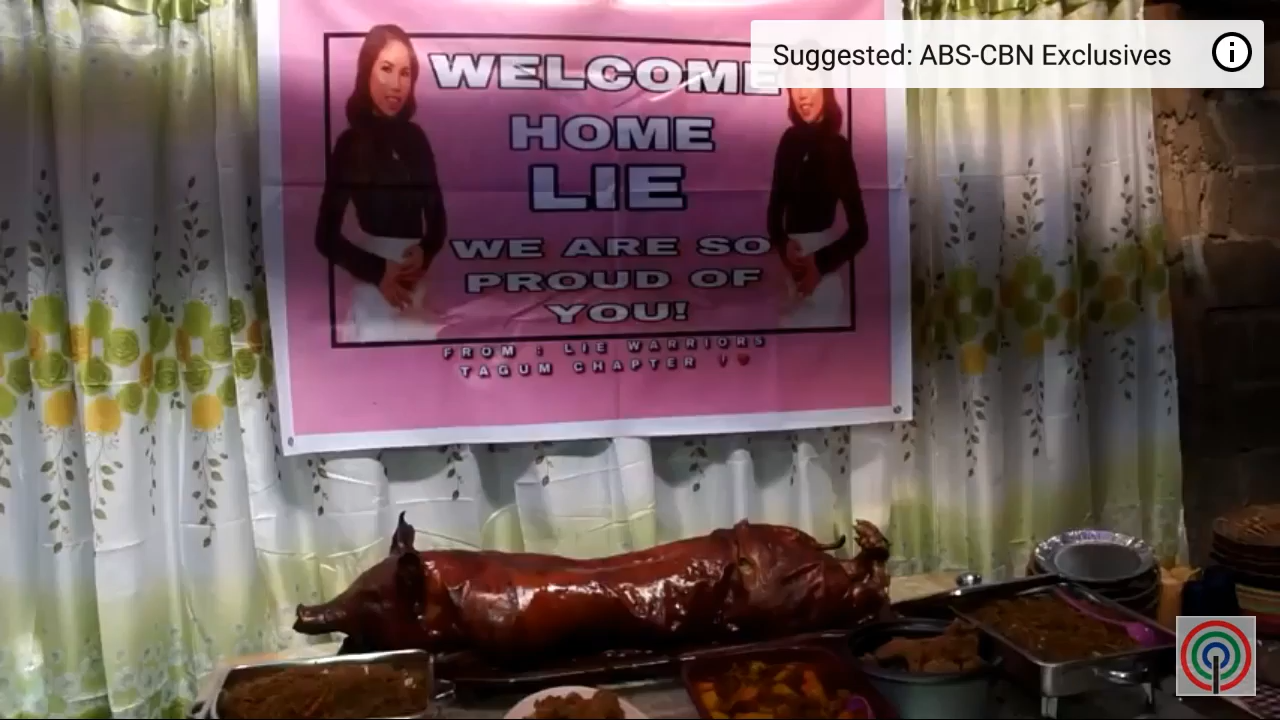 Suggested: ABS-CBN Exclusives
WELCOME
HOME
LIE
WE ARE SO
PROUD OF
YOU!
FROM : LIE WARRIORS
TAGUM CHAPTER ! ♥